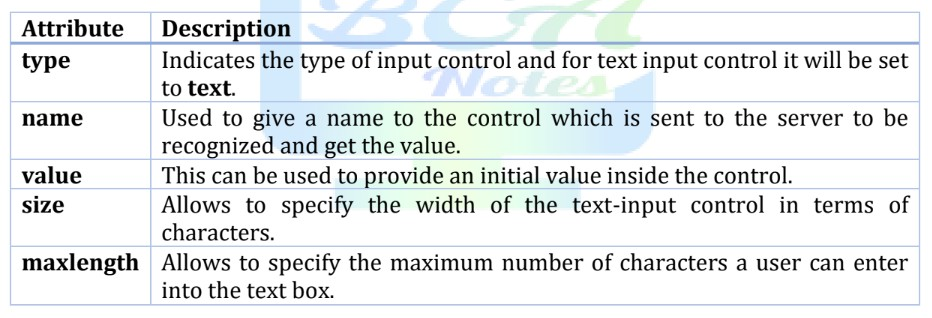 BCA
Notes
Attribute Description
type Indicates the type of input control and for text input control it will be set
to text.
name Used to give a name to the control which is sent to the server to be
recognized and get the value.
value This can be used to provide an initial value inside the control.
size Allows to specify the width of the text-input control in terms of
characters.
maxlength Allows to specify the maximum number of characters a user can enter
into the text box.